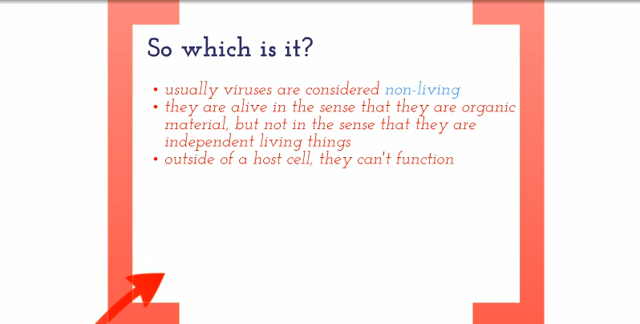 So which is it?
• usually viruses are considered non-living
• they are alive in the sense that they are organic
material, but not in the sense that they are
independent living things
• outside of a host cell, they can't function